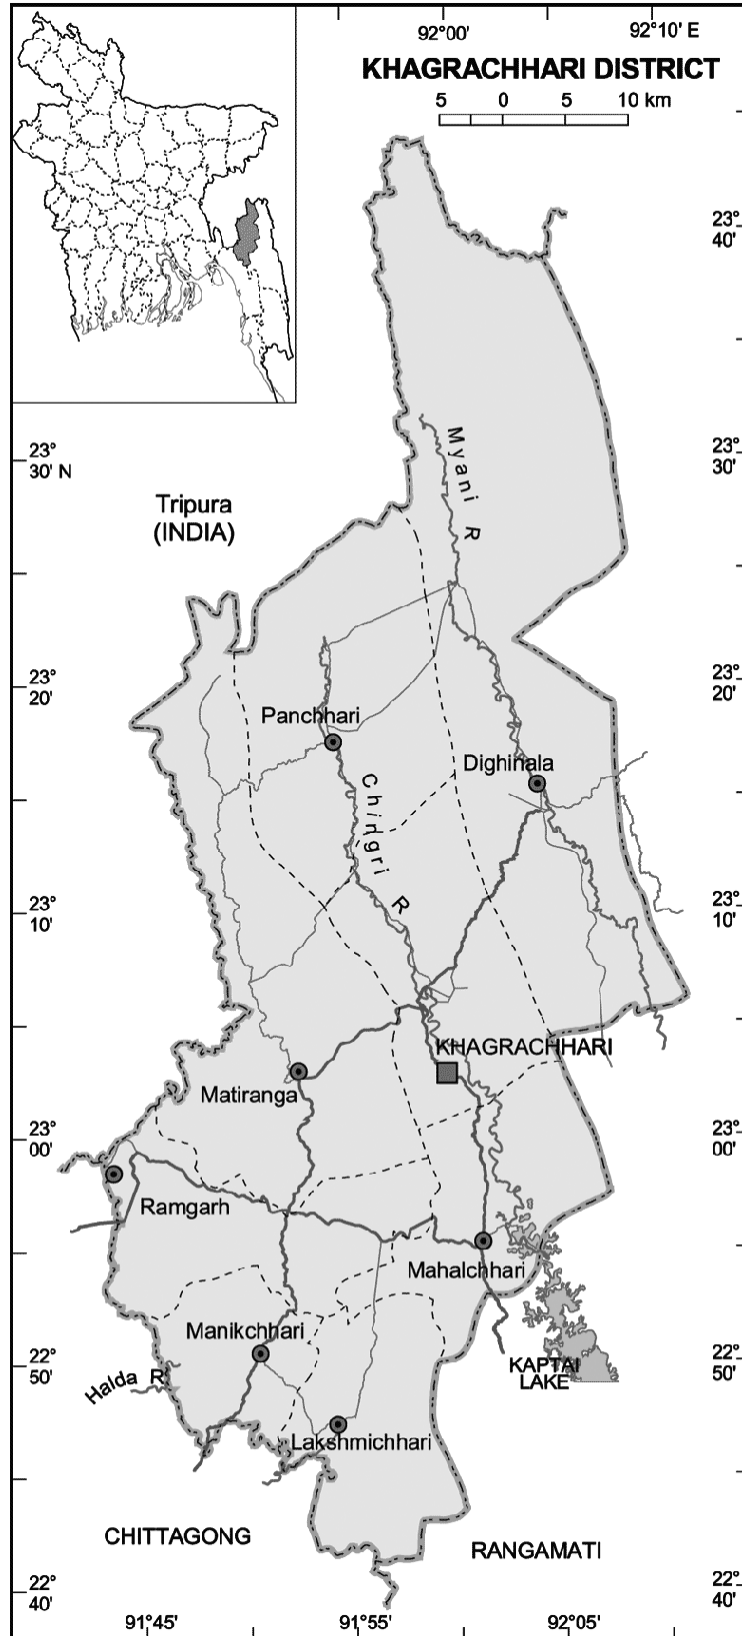 92°00'
92°10' E
KHAGRACHHARI DISTRICT
5 0 5 10 km
23°
40'
23°
30' N
23°
30'
Myani R
Tripura
(INDIA)
23°
20'
23°
20'
Panchhari
Dighinala
Chingri R
23°
10'
23°
10'
KHAGRACHHARI
Matiranga
23°
00'
23°
00'
Ramgarh
Mahalchhari
Manikchhari
22°
50'
22°
50'
KAPTAI
LAKE
Halda R
Lakshmichhari
CHITTAGONG
RANGAMATI
22°
40'
22°
40'
91°45'
91°55'
92°05'